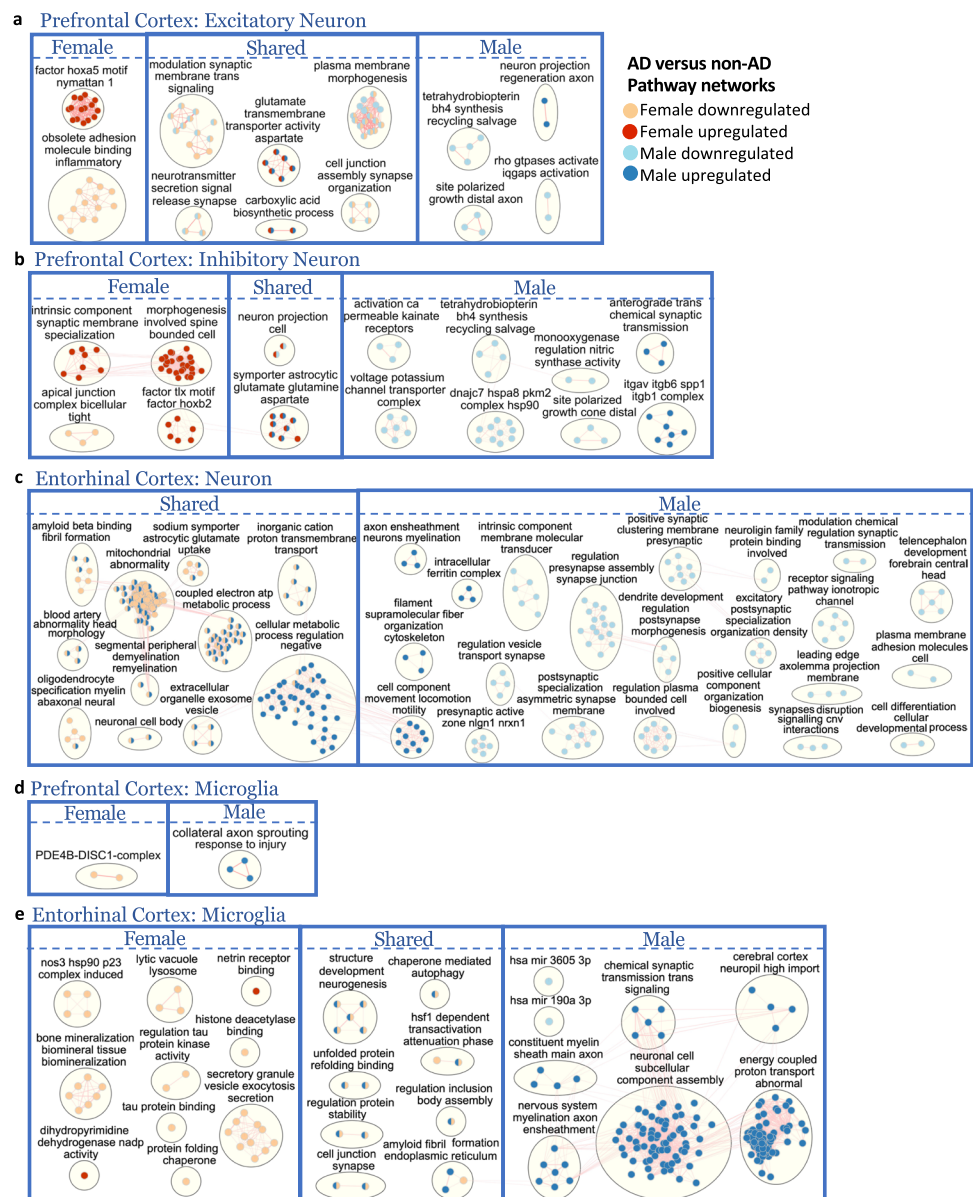 a Prefrontal Cortex: Excitatory Neuron
Female
factor hoxa5 motif
nymattan 1
obsolete adhesion
molecule binding
inflammatory
Shared
modulation synaptic
membrane trans
signaling
plasma membrane
morphogenesis
glutamate
transmembrane
transporter activity
aspartate
neurotransmitter
secretion signal
release synapse
cell junction
assembly synapse
organization
carboxylic acid
biosynthetic process
Male
neuron projection
regeneration axon
tetrahydrobiopterin
bh4 synthesis
recycling salvage
rho gtpases activate
iqgaps activation
site polarized
growth distal axon
AD versus non-AD
Pathway networks
Female downregulated
Female upregulated
Male downregulated
Male upregulated
b Prefrontal Cortex: Inhibitory Neuron
Female
intrinsic component
synaptic membrane
specialization
morphogenesis
involved spine
bounded cell
apical junction
complex bicellular
tight
factor tlx motif
factor hoxb2
Shared
neuron projection
cell
symporter astrocytic
glutamate glutamine
aspartate
Male
activation ca
permeable kainate
receptors
tetrahydrobiopterin
bh4 synthesis
recycling salvage
monooxygenase
regulation nitric
synthase activity
anterograde trans
chemical synaptic
transmission
voltage potassium
channel transporter
complex
dnajc7 hspa8 pkm2
complex hsp90
site polarized
growth cone distal
itgav itgb6 spp1
itgb1 complex
c Entorhinal Cortex: Neuron
Shared
amyloid beta binding
fibril formation
sodium symporter
astrocytic glutamate
uptake
inorganic cation
proton transmembrane
transport
mitochondrial
abnormality
coupled electron atp
metabolic process
blood artery
abnormality head
morphology
segmental peripheral
demyelination
remyelination
cellular metabolic
process regulation
negative
oligodendrocyte
specification myelin
abaxonal neural
extracellular
organelle exosome
vesicle
neuronal cell body
Male
axon ensheathment
neurons myelination
intrinsic component
membrane molecular
transducer
positive synaptic
clustering membrane
presynaptic
neuroligin family
protein binding
involved
modulation chemical
regulation synaptic
transmission
telencephalon
development
forebrain central
head
intracellular
ferritin complex
regulation
presynapse assembly
synapse junction
receptor signaling
pathway ionotropic
channel
filament
supramolecular fiber
organization
cytoskeleton
dendrite development
regulation
postsynapse
morphogenesis
excitatory
postsynaptic
specialization
organization density
regulation vesicle
transport synapse
plasma membrane
adhesion molecules
cell
leading edge
axolemma projection
membrane
cell component
movement locomotion
motility
presynaptic active
zone nlgn1 nrxn1
postsynaptic
specialization
asymmetric synapse
membrane
regulation plasma
bounded cell
involved
positive cellular
component
organization
biogenesis
synapses disruption
signalling cnv
interactions
cell differentiation
cellular
developmental process
d Prefrontal Cortex: Microglia
Female
PDE4B-DISC1-complex
Male
collateral axon sprouting
response to injury
e Entorhinal Cortex: Microglia
Female
nos3 hsp90 p23
complex induced
lytic vacuole
lysosome
netrin receptor
binding
bone mineralization
biomineral tissue
biomineralization
regulation tau
protein kinase
activity
histone deacetylase
binding
secretory granule
vesicle exocytosis
secretion
tau protein binding
dihydropyrimidine
dehydrogenase nadp
activity
protein folding
chaperone
Shared
structure
development
neurogenesis
chaperone mediated
autophagy
hsf1 dependent
transactivation
attenuation phase
unfolded protein
refolding binding
regulation protein
stability
regulation inclusion
body assembly
cell junction
synapse
amyloid fibril formation
endoplasmic reticulum
Male
hsa mir 3605 3p
hsa mir 190a 3p
chemical synaptic
transmission trans
signaling
cerebral cortex
neuropil high import
constituent myelin
sheath main axon
neuronal cell
subcellular
component assembly
energy coupled
proton transport
abnormal
nervous system
myelination axon
ensheathment